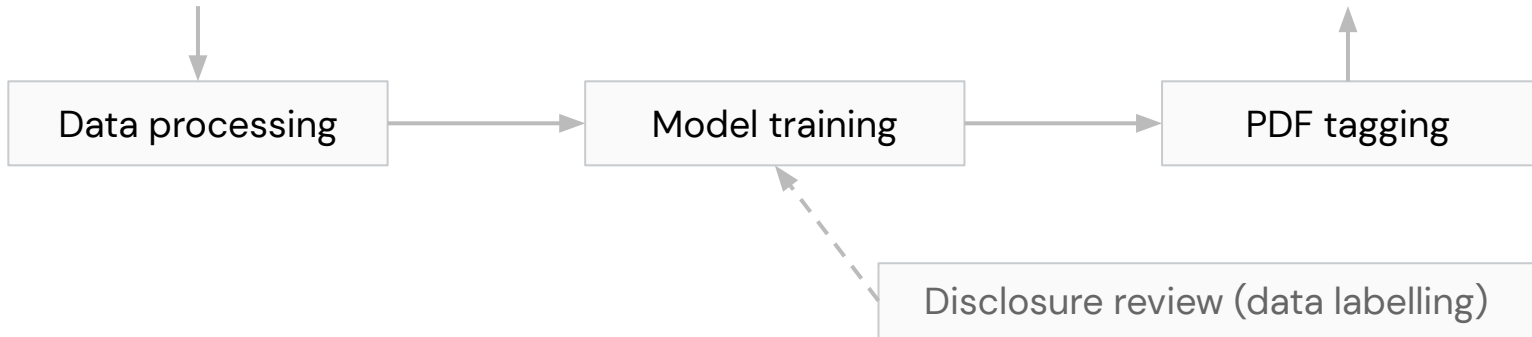 Data processing
Model training
PDF tagging
Disclosure review (data labelling)